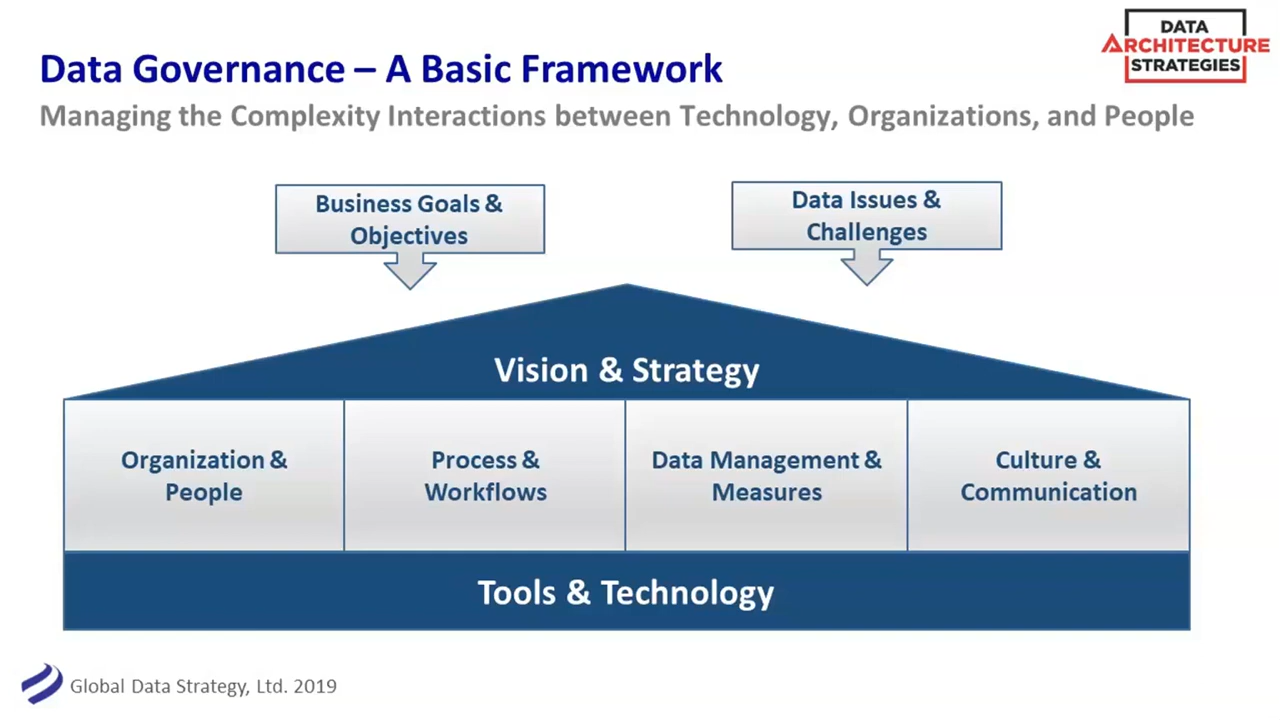 DATA
ARCHITECTURE
STRATEGIES
Data Governance – A Basic Framework
Managing the Complexity Interactions between Technology, Organizations, and People
Business Goals &
Objectives
Data Issues &
Challenges
Vision & Strategy
Organization &
People
Process &
Workflows
Data Management &
Measures
Culture &
Communication
Tools & Technology
Global Data Strategy, Ltd. 2019